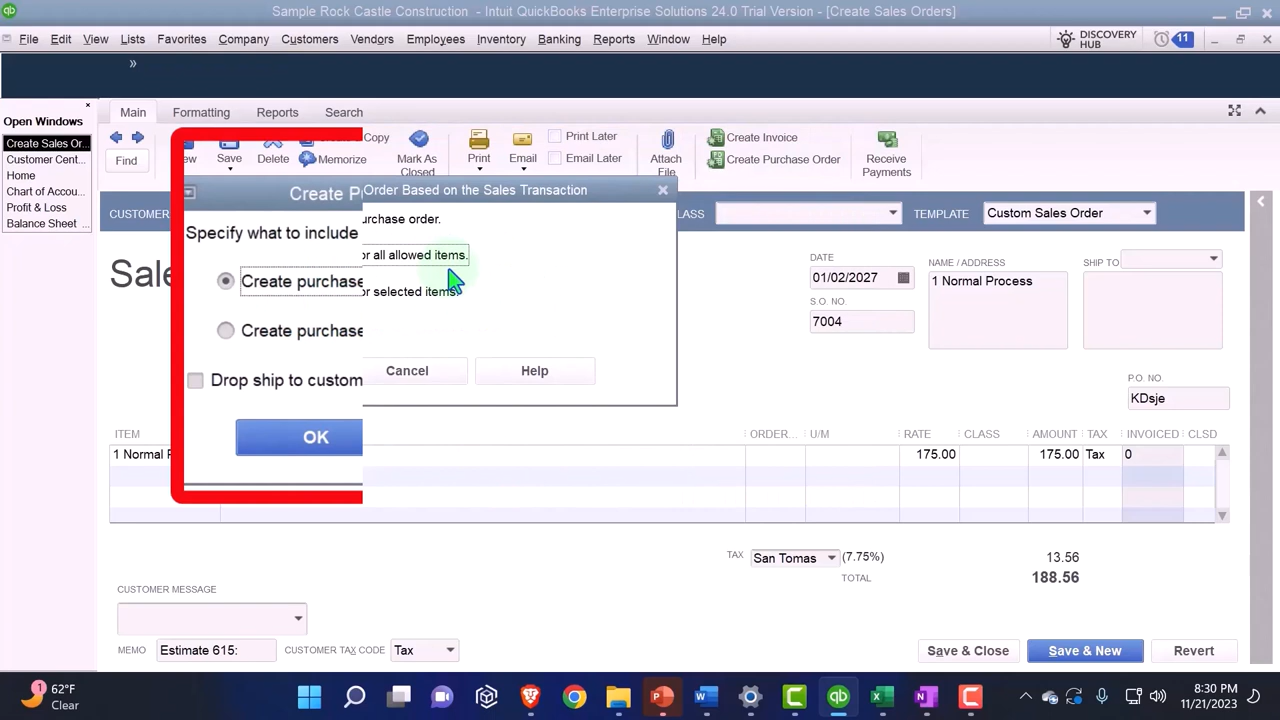 Sample Rock Castle Construction - Intuit QuickBooks Enterprise Solutions 24.0 Trial Version - [Create Sales Orders]
File Edit View Lists Favorites Company Customers Vendors Employees Inventory Banking Reports Window Help
DISCOVERY
HUB
11
»
Open Windows
Create Sales Or...
Customer Cent...
Home
Chart of Accou...
Profit & Loss
Balance Sheet
Main Formatting Reports Search
Find
Save
Delete
Copy
Memorize
Mark As
Closed
Print
Email
Print Later
Email Later
Attach
File
Create Invoice
Create Purchase Order
Receive
Payments
CUSTOMER
Create P
Order Based on the Sales Transaction
LASS
TEMPLATE Custom Sales Order
Specify what to include
urchase order.
Create purchase
or all allowed items.
Create purchase
or selected items.
Drop ship to custom
OK
Cancel
Help
Sale
DATE
01/02/2027
S.O. NO.
7004
NAME / ADDRESS
1 Normal Process
SHIP TO
P.O. NO.
KDsje
ITEM ORDER... U/M RATE CLASS AMOUNT TAX INVOICED CLSD
1 Normal P 175.00 175.00 Tax 0
TAX San Tomas (7.75%) 13.56
TOTAL 188.56
CUSTOMER MESSAGE
MEMO Estimate 615: CUSTOMER TAX CODE Tax
Save & Close Save & New Revert
1
62°F
Clear
8:30 PM
11/21/2023